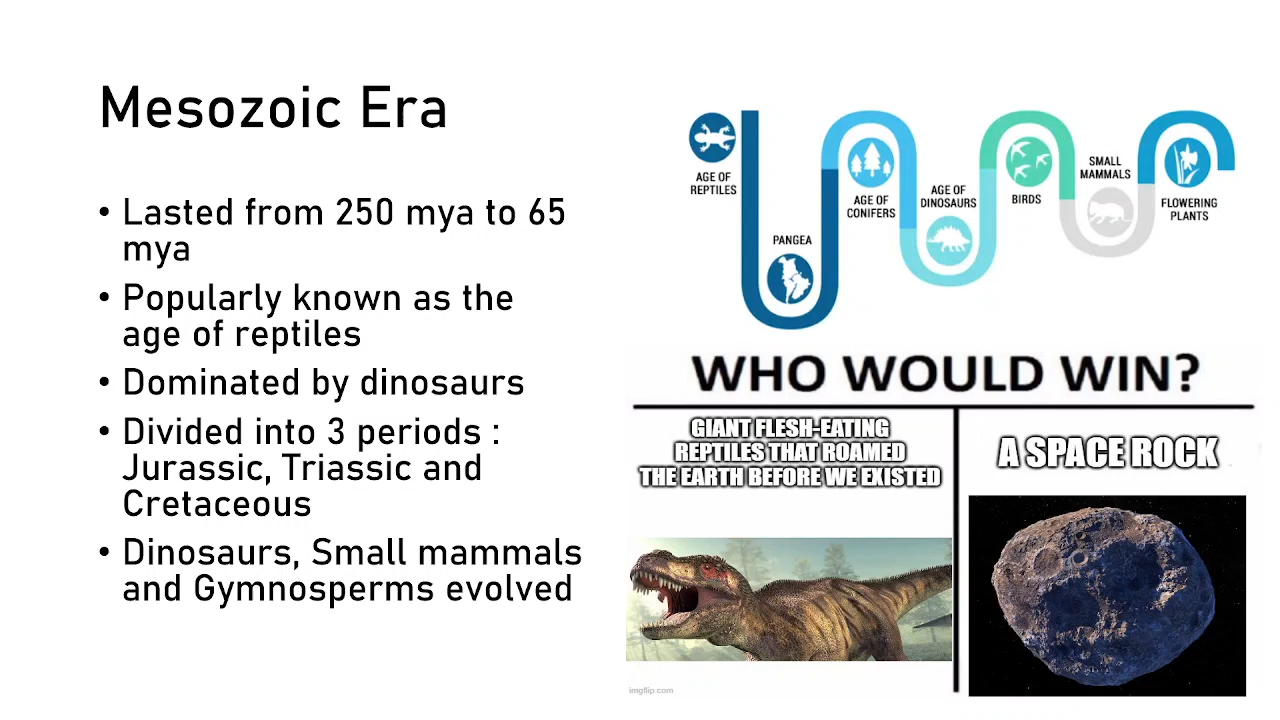 Mesozoic Era
• Lasted from 250 mya to 65
mya
• Popularly known as the
age of reptiles
• Dominated by dinosaurs
• Divided into 3 periods :
Jurassic, Triassic and
Cretaceous
• Dinosaurs, Small mammals
and Gymnosperms evolved
AGE OF
REPTILES
PANGEA
AGE OF
CONIFERS
AGE OF
DINOSAURS
BIRDS
SMALL
MAMMALS
FLOWERING
PLANTS
WHO WOULD WIN?
GIANT FLESH-EATING
REPTILES THAT ROAMED
THE EARTH BEFORE WE EXISTED
A SPACE ROCK
imgflip.com